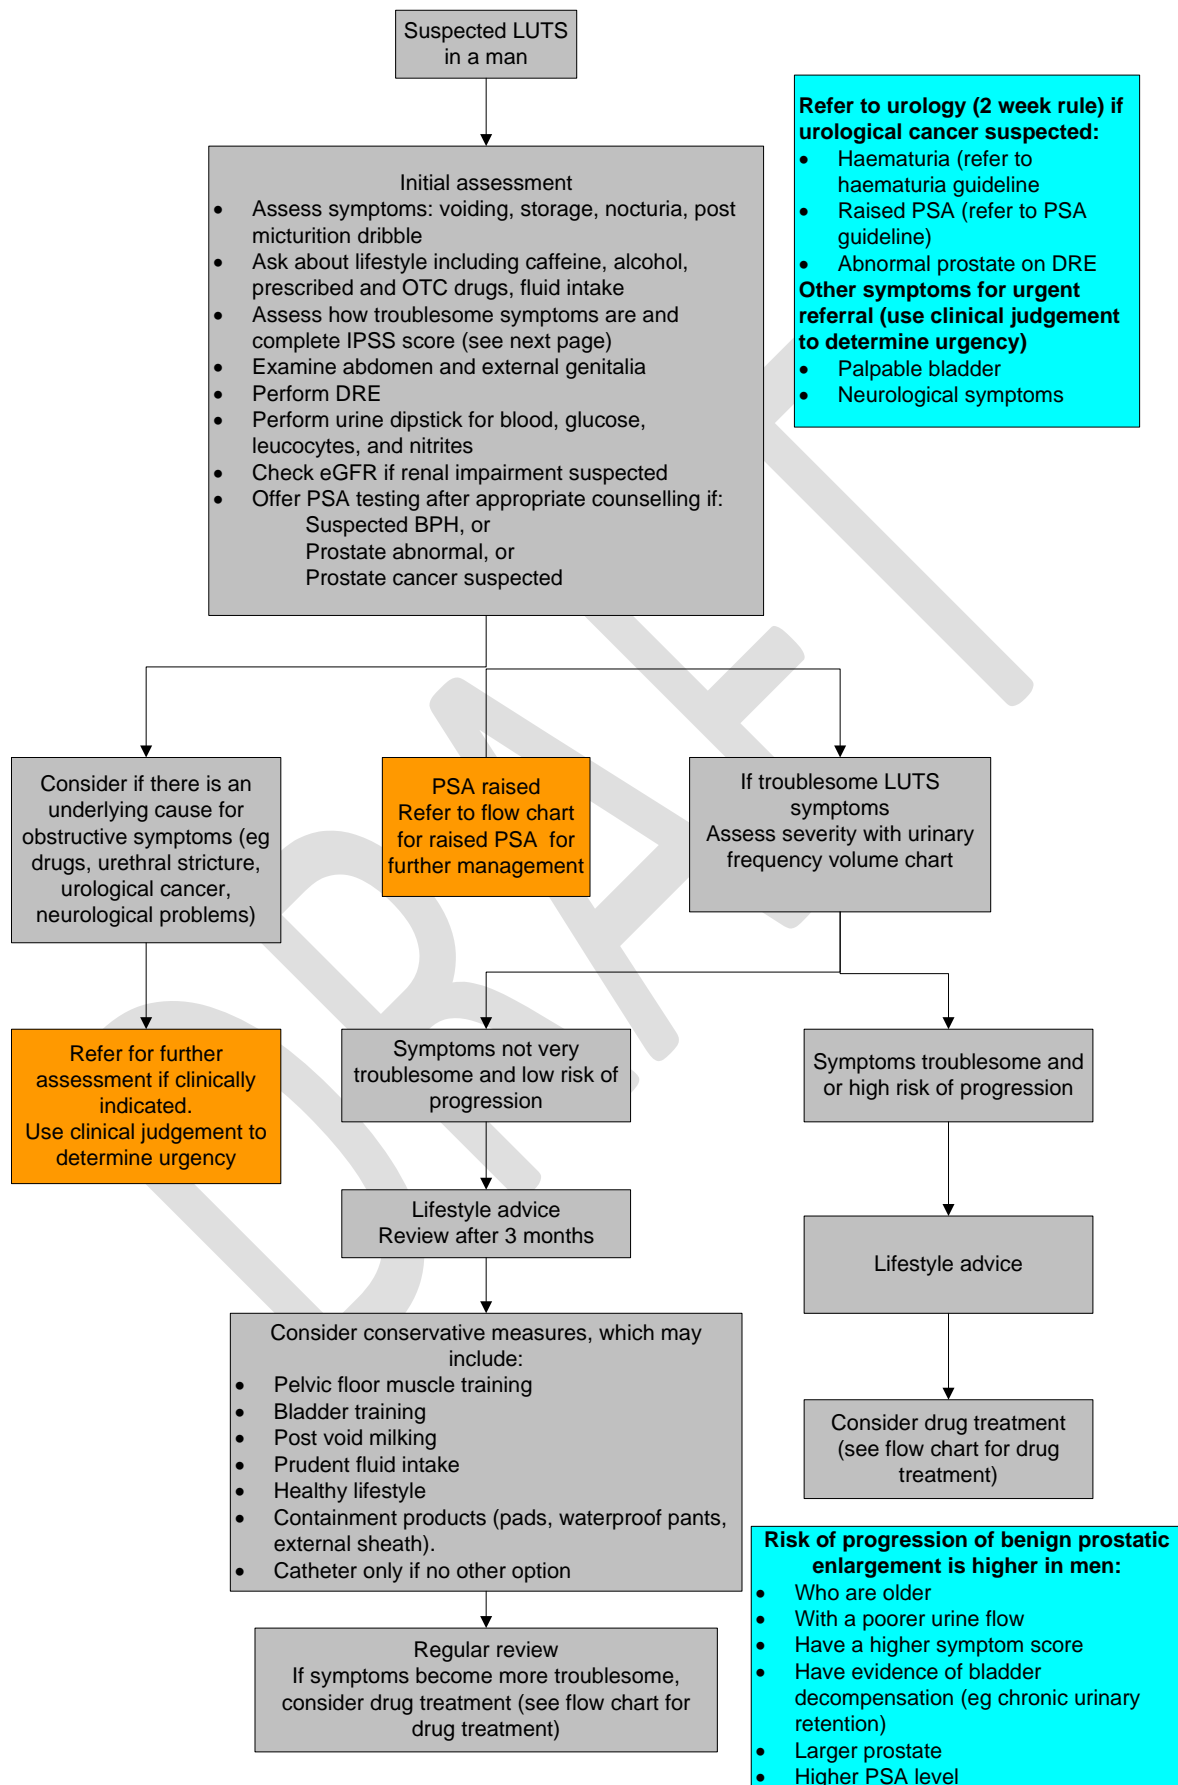 Suspected LUTS
in a man
Refer to urology (2 week rule) if
urological cancer suspected:
• Haematuria (refer to
haematuria guideline
• Raised PSA (refer to PSA
guideline)
• Abnormal prostate on DRE
Other symptoms for urgent
referral (use clinical judgement
to determine urgency)
• Palpable bladder
• Neurological symptoms
Initial assessment
• Assess symptoms: voiding, storage, nocturia, post
micturition dribble
• Ask about lifestyle including caffeine, alcohol,
prescribed and OTC drugs, fluid intake
• Assess how troublesome symptoms are and
complete IPSS score (see next page)
• Examine abdomen and external genitalia
• Perform DRE
• Perform urine dipstick for blood, glucose,
leucocytes, and nitrites
• Check eGFR if renal impairment suspected
• Offer PSA testing after appropriate counselling if:
Suspected BPH, or
Prostate abnormal, or
Prostate cancer suspected
DRAFT
Consider if there is an
underlying cause for
obstructive symptoms (eg
drugs, urethral stricture,
urological cancer,
neurological problems)
PSA raised
Refer to flow chart
for raised PSA for
further management
If troublesome LUTS
symptoms
Assess severity with urinary
frequency volume chart
Refer for further
assessment if clinically
indicated.
Use clinical judgement to
determine urgency
Symptoms not very
troublesome and low risk of
progression
Symptoms troublesome and
or high risk of progression
Lifestyle advice
Review after 3 months
Lifestyle advice
Consider conservative measures, which may
include:
• Pelvic floor muscle training
• Bladder training
• Post void milking
• Prudent fluid intake
• Healthy lifestyle
• Containment products (pads, waterproof pants,
external sheath).
• Catheter only if no other option
Consider drug treatment
(see flow chart for drug
treatment)
Regular review
If symptoms become more troublesome,
consider drug treatment (see flow chart for
drug treatment)
Risk of progression of benign prostatic
enlargement is higher in men:
• Who are older
• With a poorer urine flow
• Have a higher symptom score
• Have evidence of bladder
decompensation (eg chronic urinary
retention)
• Larger prostate
• Higher PSA level